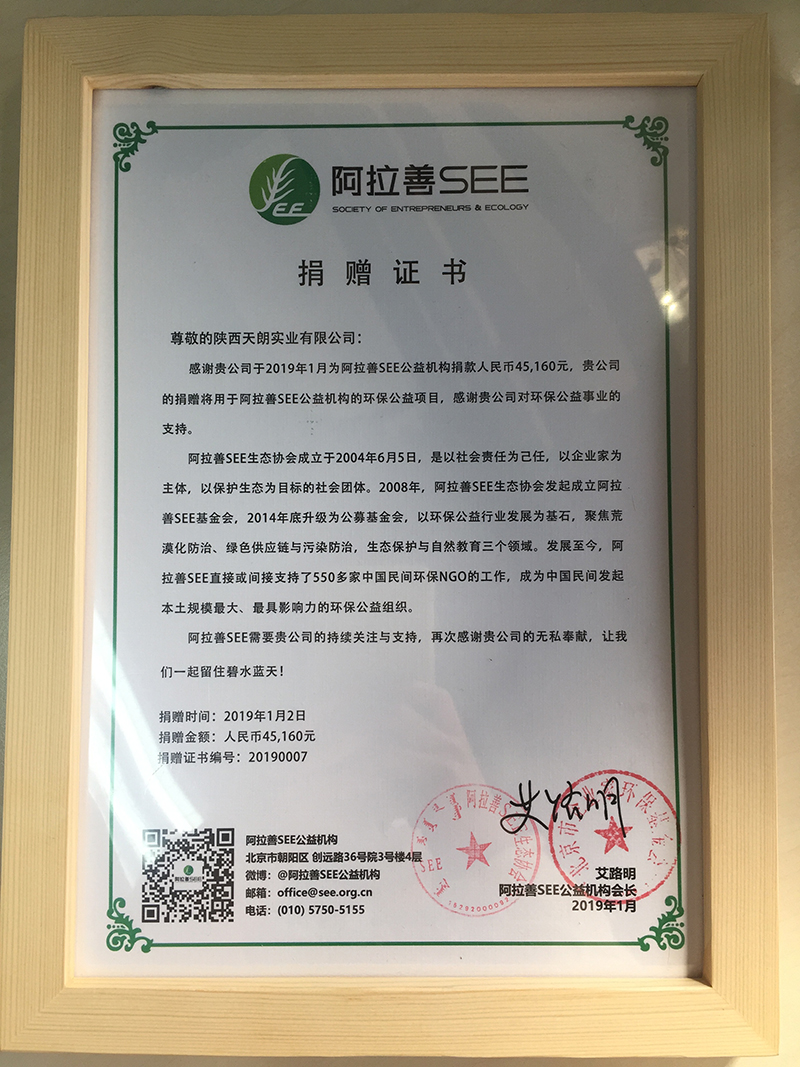 阿拉善SEE
SOCIETY OF ENTREPRENEURS & ECOLOGY
捐赠证书
尊敬的陕西天朗实业有限公司：
感谢贵公司于2019年1月为阿拉善SEE公益机构捐款人民币45,160元，贵公司
的捐赠将用于阿拉善SEE公益机构的环保公益项目，感谢贵公司对环保公益事业的
支持。
阿拉善SEE生态协会成立于2004年6月5日，是以社会责任为己任，以企业家为
主体，以保护生态为目标的社会团体。2008年，阿拉善SEE生态协会发起成立阿拉
善SEE基金会，2014年底升级为公募基金会，以环保公益行业发展为基石，聚焦荒
漠化防治、绿色供应链与污染防治，生态保护与自然教育三个领域。发展至今，阿
拉善SEE直接或间接支持了550多家中国民间环保NGO的工作，成为中国民间发起
本土规模最大、最具影响力的环保公益组织。
阿拉善SEE需要贵公司的持续关注与支持，再次感谢贵公司的无私奉献，让我
们一起留住碧水蓝天！
捐赠时间：2019年1月2日
捐赠金额：人民币45,160元
捐赠证书编号：20190007
阿拉善SEE
阿拉善SEE公益机构
北京市朝阳区 创远路36号院3号楼4层
微博：@阿拉善SEE公益机构
邮箱：office@see.org.cn
电话：(010) 5750-5155
阿拉善SEE生态协会
艾路明
艾路明
阿拉善SEE公益机构会长
2019年1月